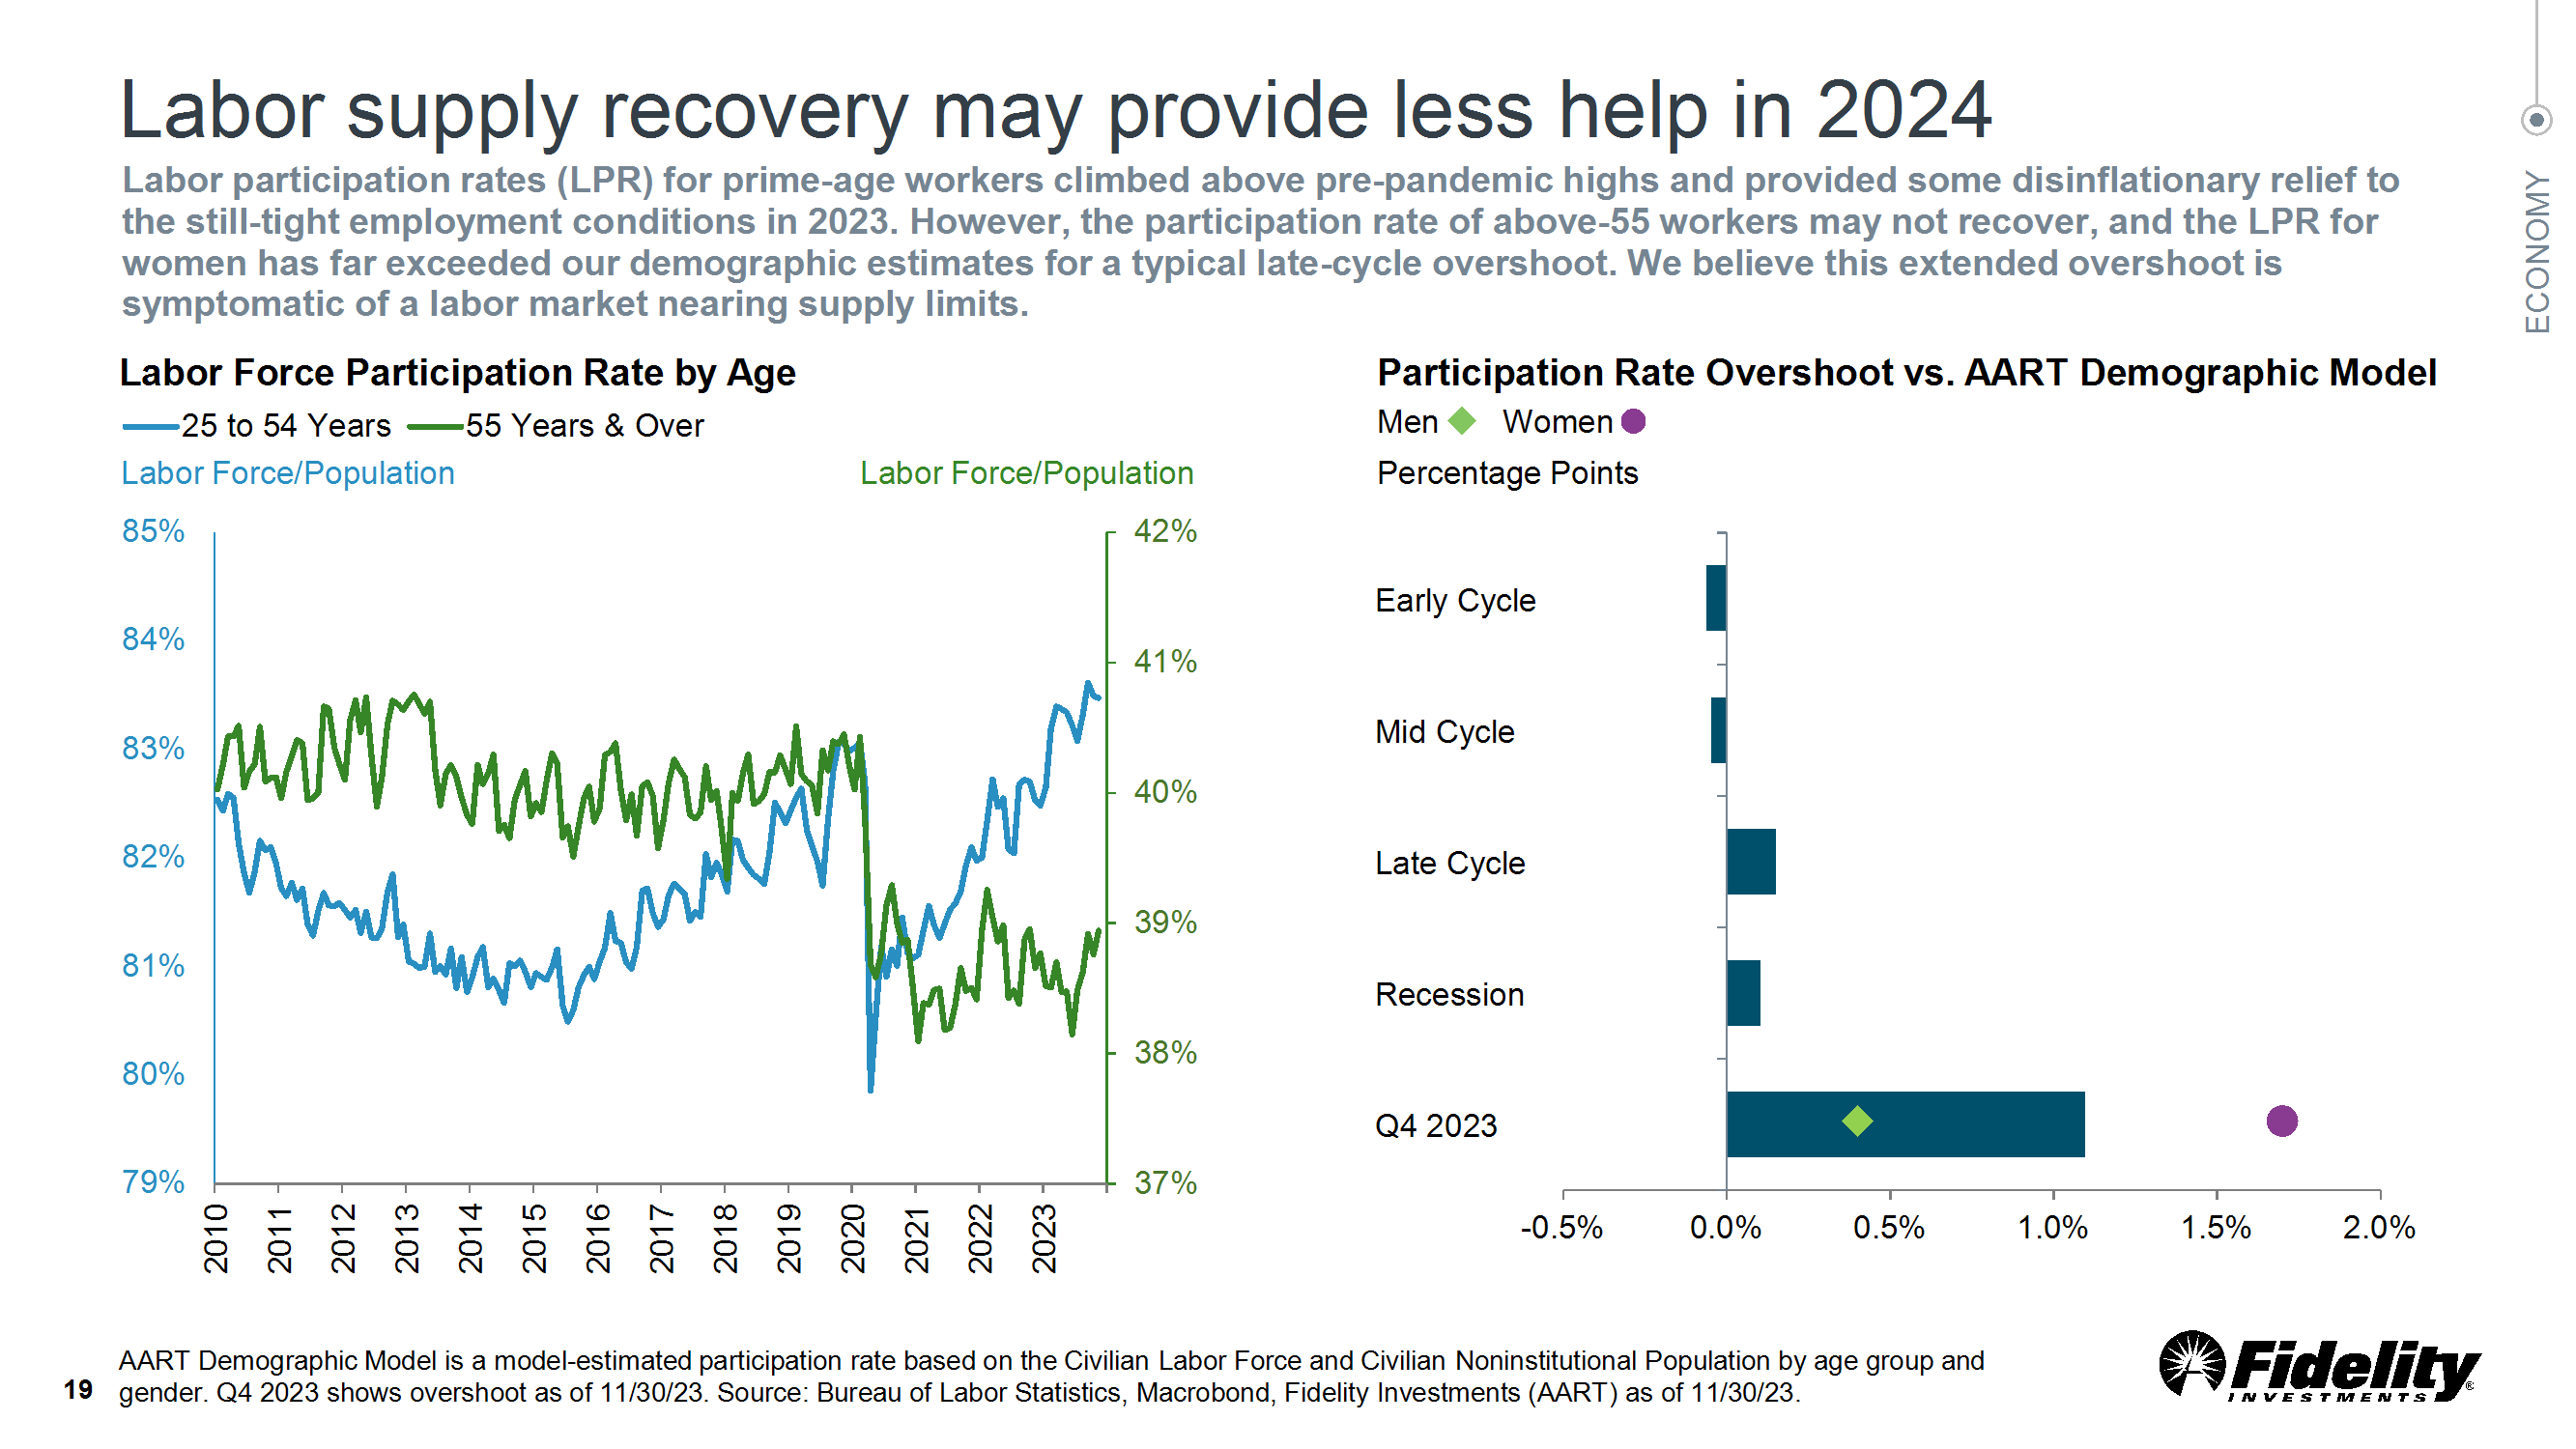 Labor supply recovery may provide less help in 2024
Labor participation rates (LPR) for prime-age workers climbed above pre-pandemic highs and provided some disinflationary relief to
the still-tight employment conditions in 2023. However, the participation rate of above-55 workers may not recover, and the LPR for
women has far exceeded our demographic estimates for a typical late-cycle overshoot. We believe this extended overshoot is
symptomatic of a labor market nearing supply limits.
ECONOMY
Labor Force Participation Rate by Age
25 to 54 Years 55 Years & Over
Labor Force/Population Labor Force/Population
85%
84%
83%
82%
81%
80%
79%
42%
41%
40%
39%
38%
37%
2010 2011 2012 2013 2014 2015 2016 2017 2018 2019 2020 2021 2022 2023
Participation Rate Overshoot vs. AART Demographic Model
Men Women
Percentage Points
Early Cycle
Mid Cycle
Late Cycle
Recession
Q4 2023
-0.5% 0.0% 0.5% 1.0% 1.5% 2.0%
AART Demographic Model is a model-estimated participation rate based on the Civilian Labor Force and Civilian Noninstitutional Population by age group and
gender. Q4 2023 shows overshoot as of 11/30/23. Source: Bureau of Labor Statistics, Macrobond, Fidelity Investments (AART) as of 11/30/23.
19
Fidelity
INVESTMENTS®